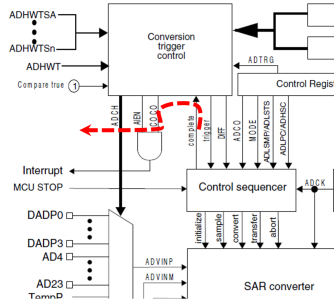 ADHWTSA
ADHWTSn
ADHWT
Compare true 1
Conversion
trigger
control
ADTRG
Control Regist
ADCH
AIEN
COCO
complete
trigger
DIFF
ADCO
MODE
ADLSMP/ADLSTS
ADLPC/ADHSC
Interrupt
MCU STOP
Control sequencer
ADCK
DADP0
DADP3
AD4
AD23
TempP
initialize
sample
convert
transfer
abort
ADVINP
ADVINM
SAR converter